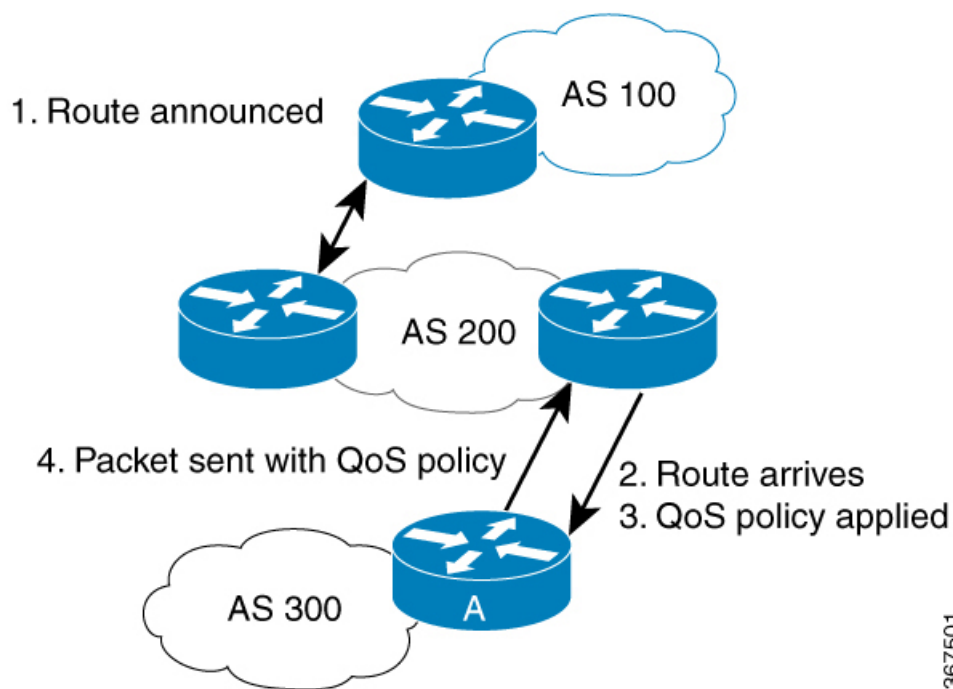 AS 100
1. Route announced
AS 200
4. Packet sent with QoS policy
2. Route arrives
3. QoS policy applied
AS 300
A
367501